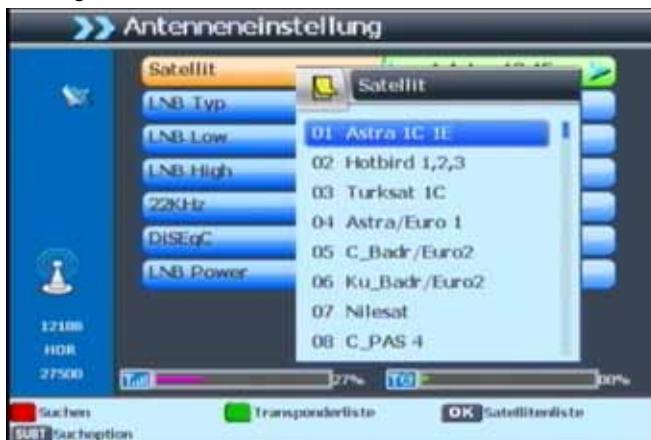 Antenneneinstellung
Satellit
LNB Typ
LNB Low
LNB High
22KHz
DiSEqC
LNB Power
Satellit
01 Astra 1C 1E
02 Hotbird 1,2,3
03 Turksat 1C
04 Astra/Euro 1
05 C_Badr/Euro2
06 Ku_Badr/Euro2
07 Nilesat
08 C_PAS 4
HOR
27500
27%
00%
Suchen
Transponderliste
OK Satellitenliste
SUBT Suchoption